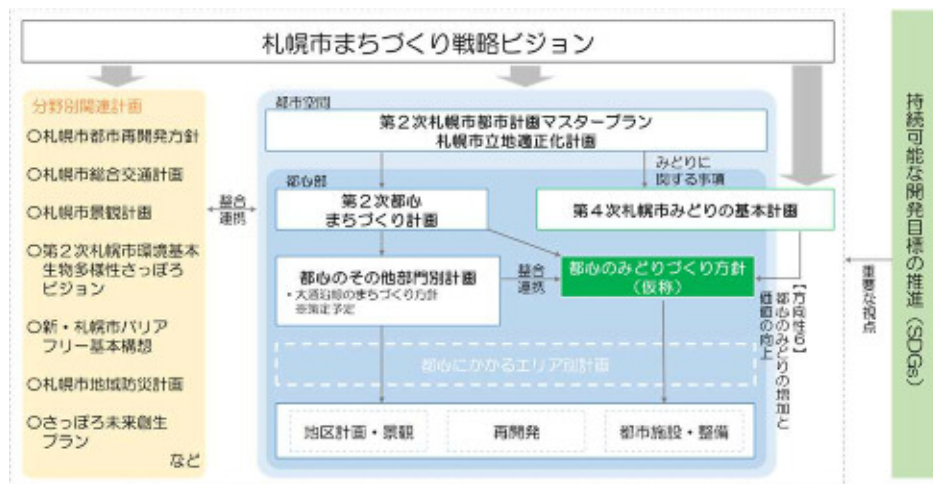 札幌市まちづくり戦略ビジョン
分野別関連計画
〇札幌市都市再開発方針
〇札幌市総合交通計画
〇札幌市景観計画
〇第2次札幌市環境基本
生物多様性さっぽろ
ビジョン
〇新・札幌市バリア
フリー基本構想
〇札幌市地域防災計画
〇さっぽろ未来創生
プラン
など
整合
連携
都市空間
第2次札幌市都市計画マスタープラン
札幌市立地適正化計画
みどりに
関する事項
都心部
第2次都心
まちづくり計画
第4次札幌市みどりの基本計画
都心のその他部門別計画
・大通沿線のまちづくり方針
※策定予定
整合
連携
都心のみどりづくり方針
(仮称)
【方向性6】
都心のみどりの増加と
価値の向上
都心にかかるエリア別計画
地区計画・景観
再開発
都市施設・整備
重要な視点
持続可能な開発目標の推進(SDGs)